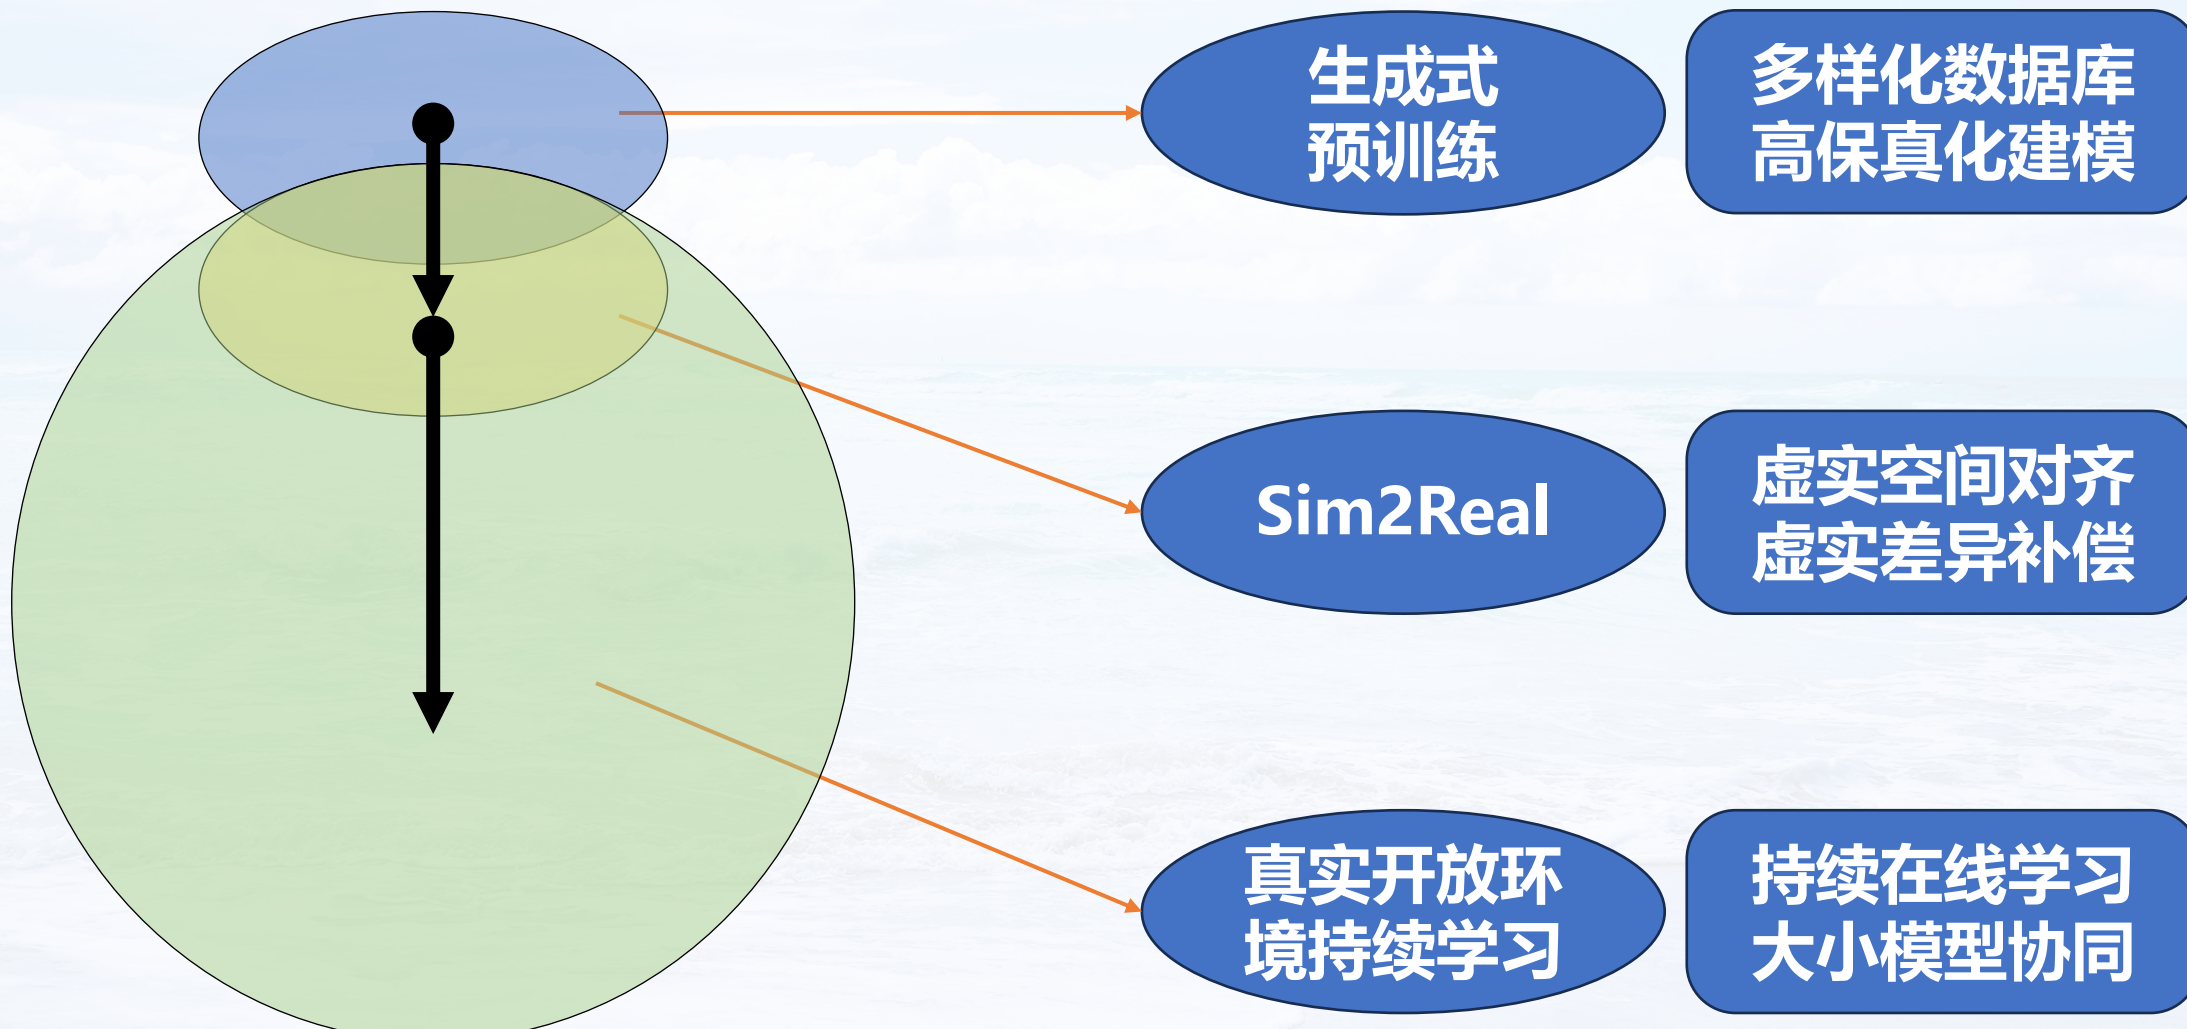 生成式
预训练
多样化数据库
高保真化建模
Sim2Real
虚实空间对齐
虚实差异补偿
真实开放环
境持续学习
持续在线学习
大小模型协同